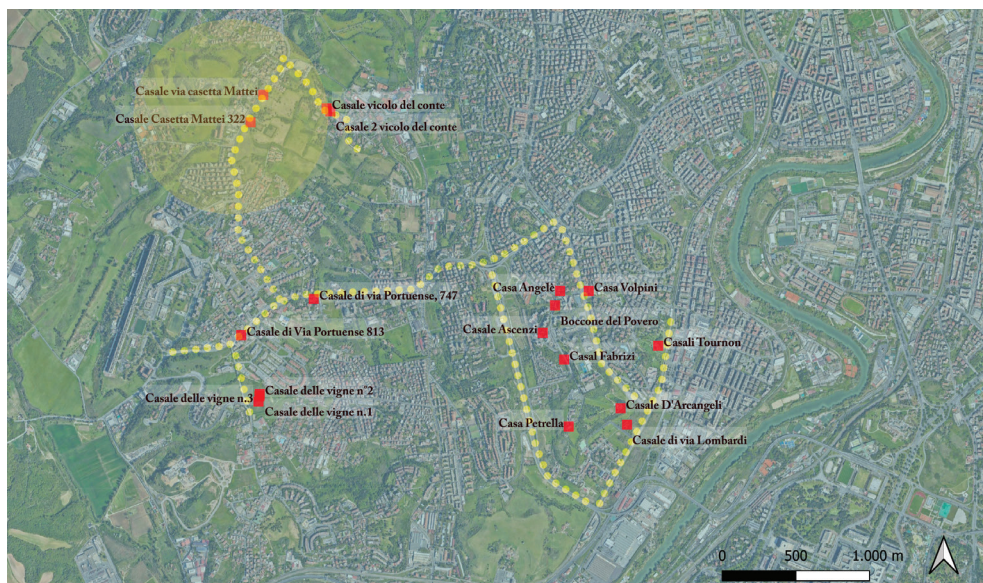 Casale via casetta Mattei
Casale vicolo del conte
Casale Casetta Mattei 322
Casale 2 vicolo del conte
Casa Angelè
Casa Volpini
Casale di via Portuense, 747
Boccone del Povero
Casale di Via Portuense 813
Casale Ascenzi
Casali Tournon
Casal Fabrizi
Casale delle vigne n°2
Casale delle vigne n.3
Casale delle vigne n.1
Casale D'Arcangeli
Casa Petrella
Casale di via Lombardi
0 500 1.000 m